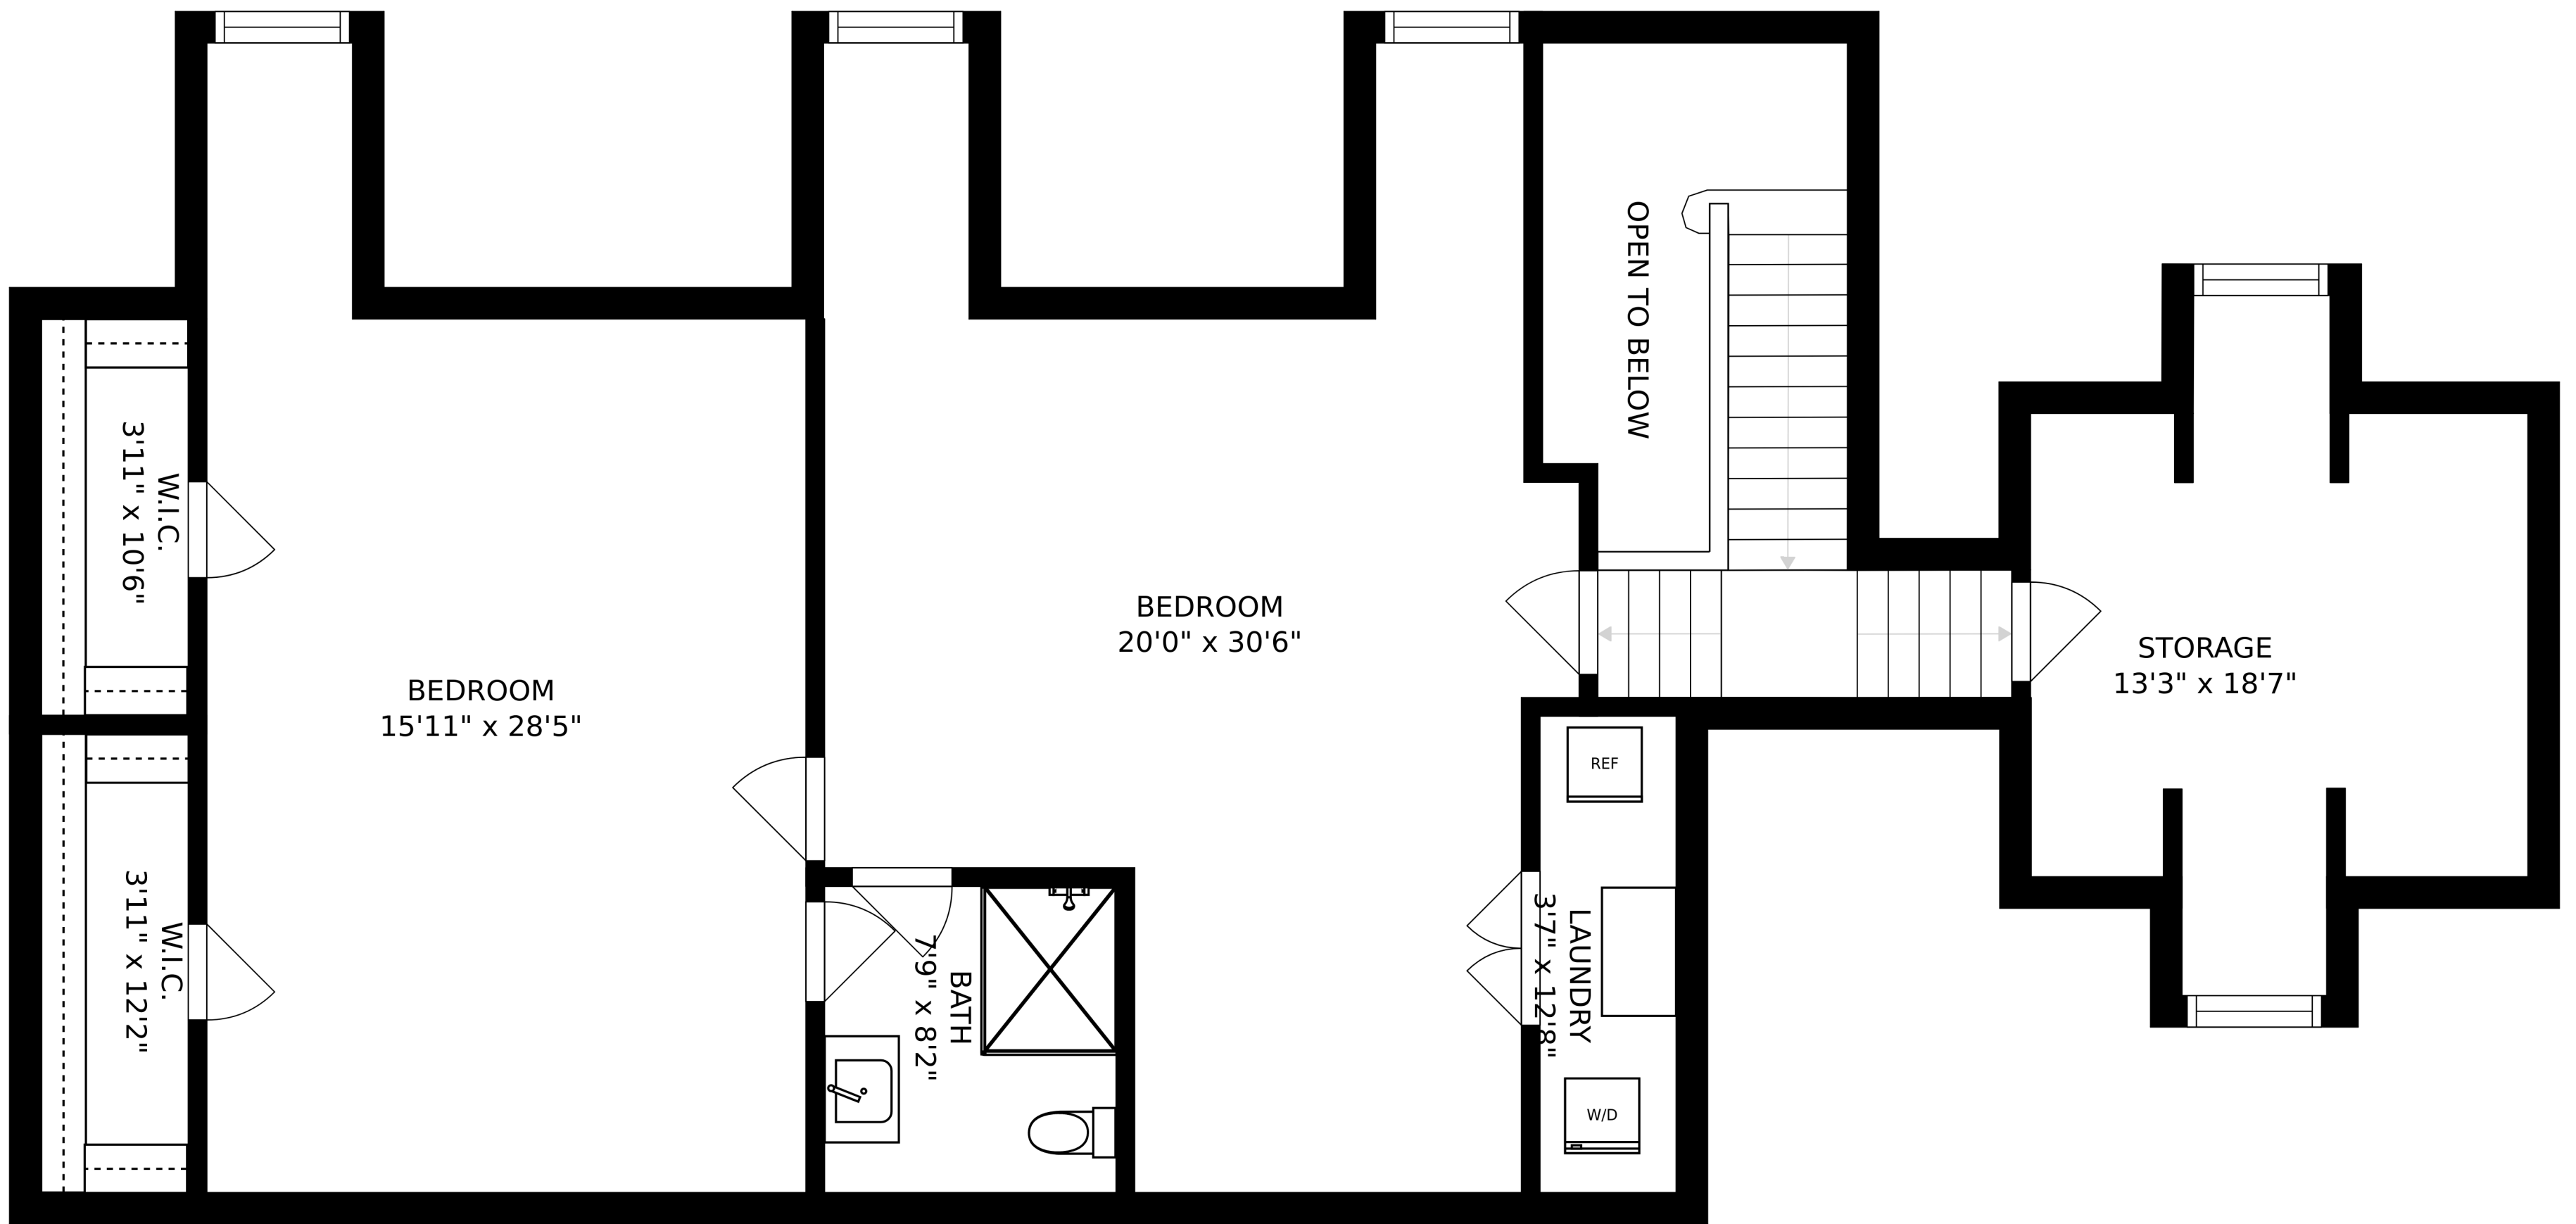 OPEN TO BELOW
W.I.C.
3'11" x 10'6"
BEDROOM
20'0" x 30'6"
STORAGE
13'3" x 18'7"
BEDROOM
15'11" x 28'5"
REF
W.I.C.
3'11" x 12'2"
BATH
7'9" x 8'2"
LAUNDRY
3'7" x 12'8"
W/D